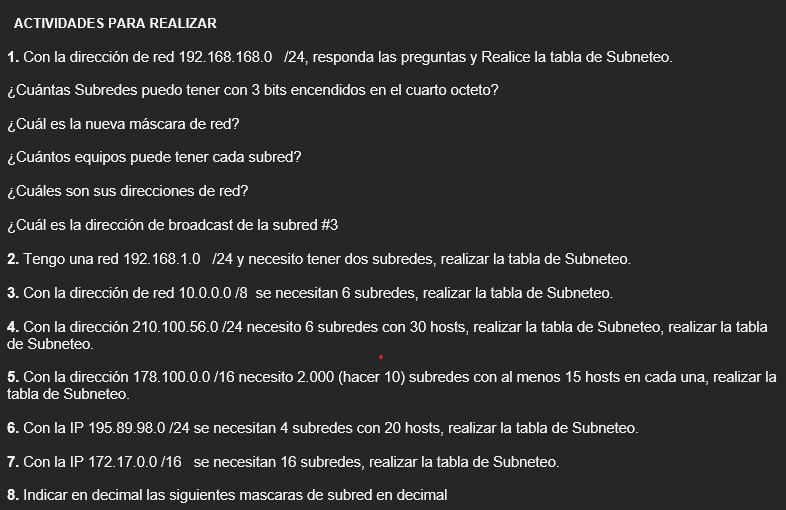 ACTIVIDADES PARA REALIZAR
1. Con la dirección de red 192.168.168.0   /24, responda las preguntas y Realice la tabla de Subneteo.
¿Cuántas Subredes puedo tener con 3 bits encendidos en el cuarto octeto?
¿Cuál es la nueva máscara de red?
¿Cuántos equipos puede tener cada subred?
¿Cuáles son sus direcciones de red?
¿Cuál es la dirección de broadcast de la subred #3
2. Tengo una red 192.168.1.0   /24 y necesito tener dos subredes, realizar la tabla de Subneteo.
3. Con la dirección de red 10.0.0.0 /8  se necesitan 6 subredes, realizar la tabla de Subneteo.
4. Con la dirección 210.100.56.0 /24 necesito 6 subredes con 30 hosts, realizar la tabla de Subneteo, realizar la tabla
de Subneteo.
5. Con la dirección 178.100.0.0 /16 necesito 2.000 (hacer 10) subredes con al menos 15 hosts en cada una, realizar la
tabla de Subneteo.
6. Con la IP 195.89.98.0 /24 se necesitan 4 subredes con 20 hosts, realizar la tabla de Subneteo.
7. Con la IP 172.17.0.0 /16   se necesitan 16 subredes, realizar la tabla de Subneteo.
8. Indicar en decimal las siguientes mascaras de subred en decimal